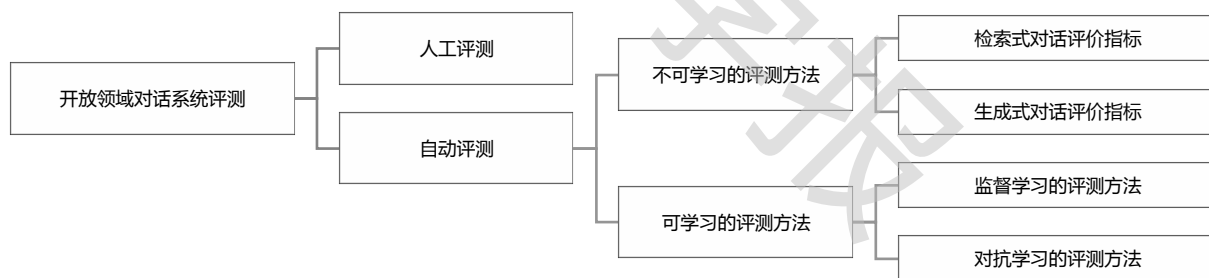 开放领域对话系统评测
人工评测
自动评测
不可学习的评测方法
可学习的评测方法
检索式对话评价指标
生成式对话评价指标
监督学习的评测方法
对抗学习的评测方法
学报